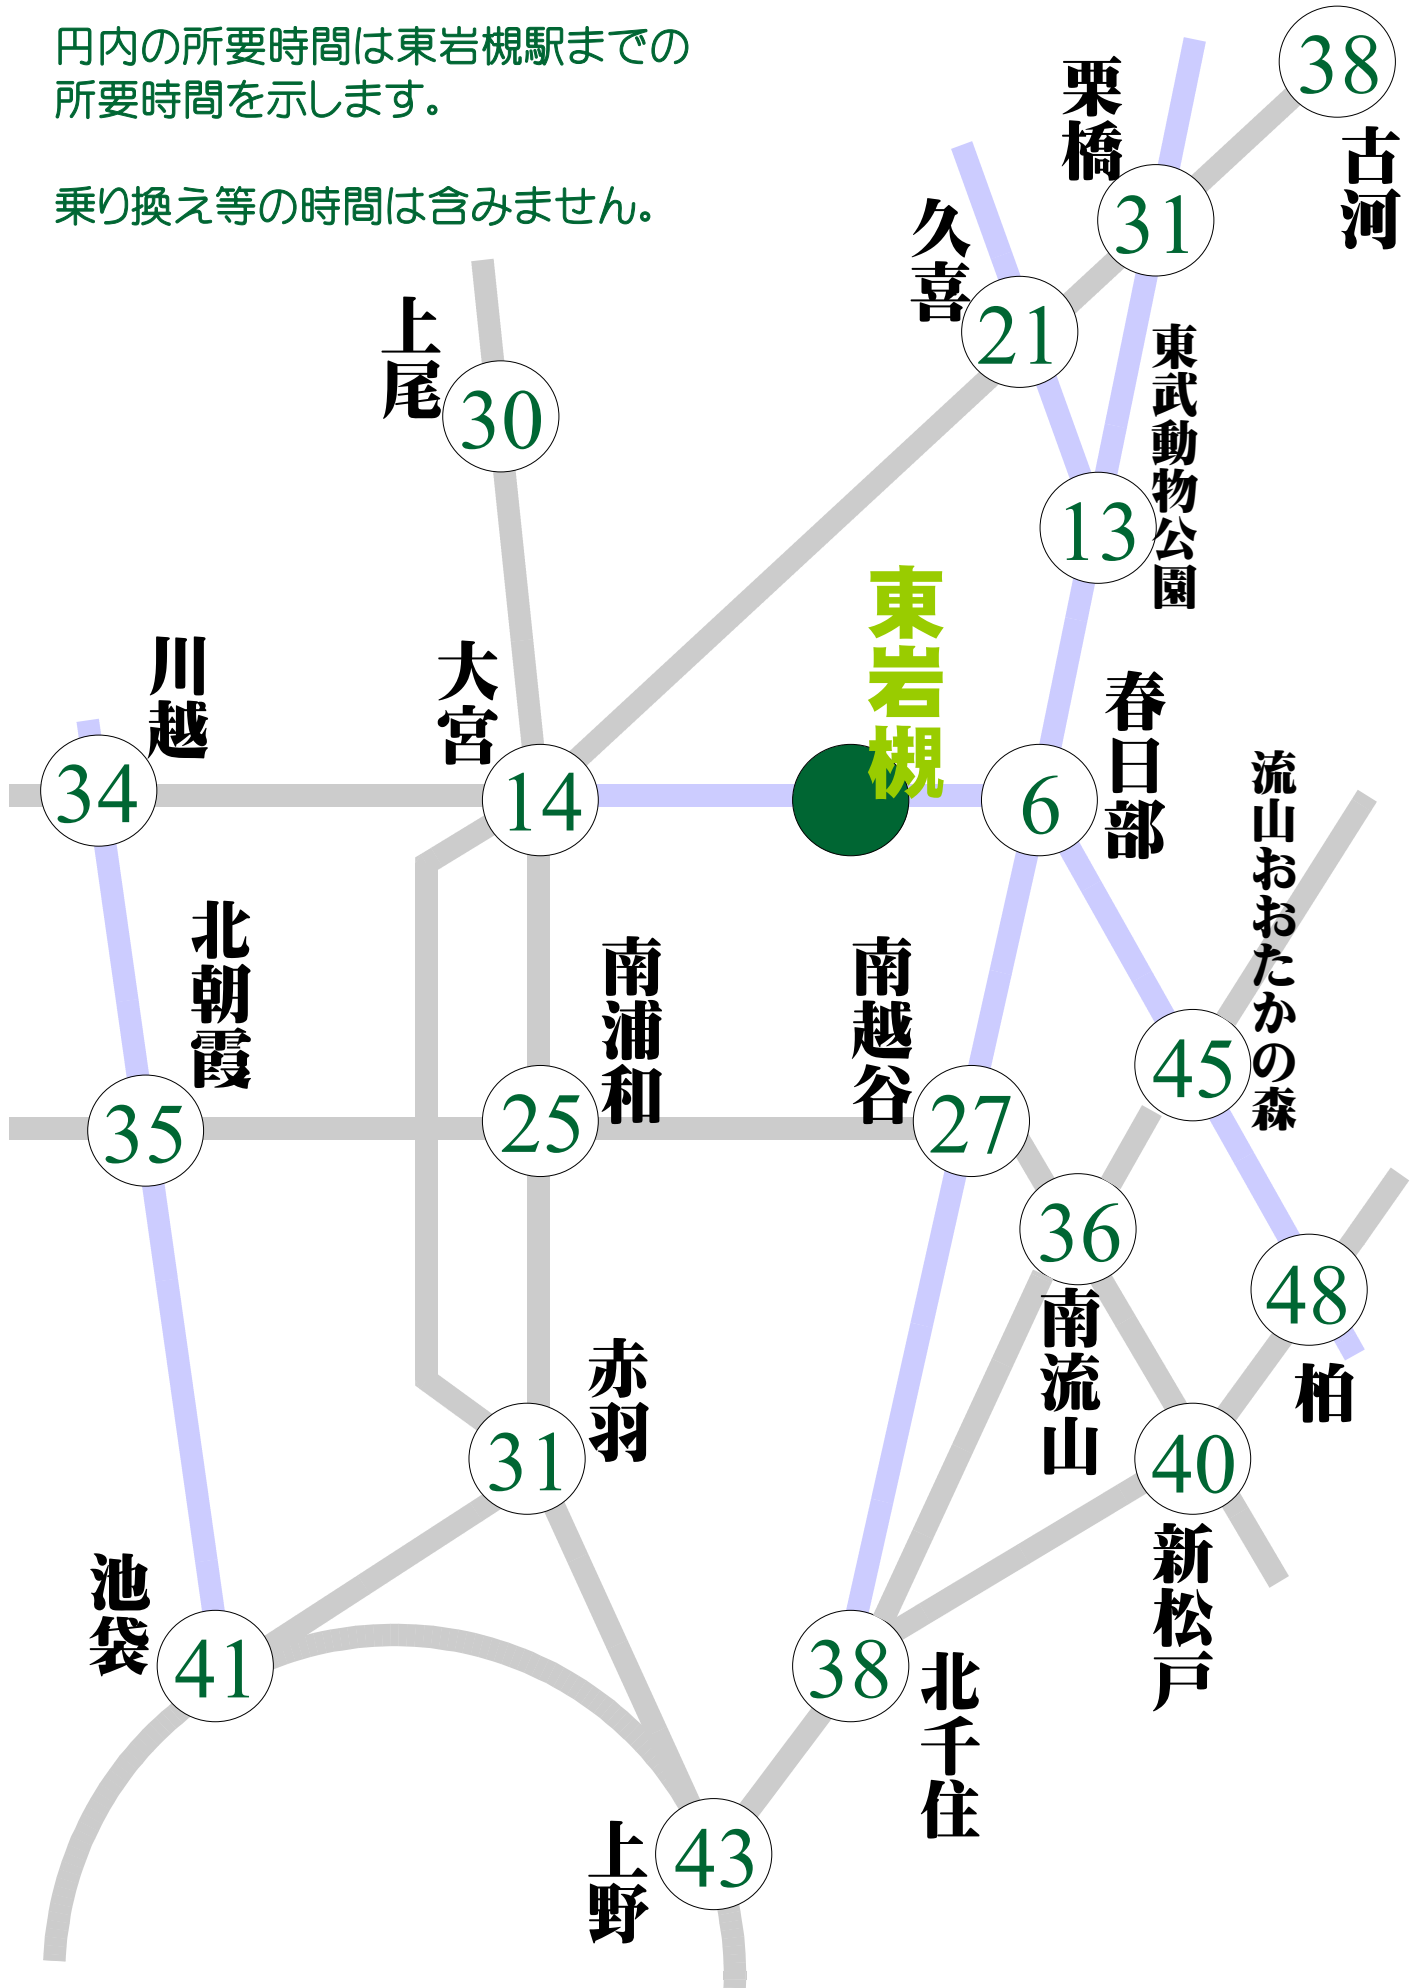 円内の所要時間は東岩槻駅までの
所要時間を示します。
乗り換え等の時間は含みません。
38
古河
栗橋
31
久喜
21
東武動物公園
13
上尾
30
東岩槻
川越
34
大宮
14
春日部
6
流山おおたかの森
45
北朝霞
35
南浦和
25
南越谷
27
36
南流山
48
柏
赤羽
31
40
新松戸
池袋
41
38
北千住
上野
43